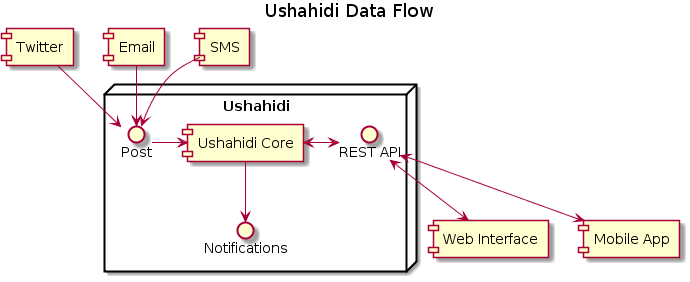 Ushahidi Data Flow
Twitter
Email
SMS
Ushahidi
Post
Ushahidi Core
REST API
Notifications
Web Interface
Mobile App